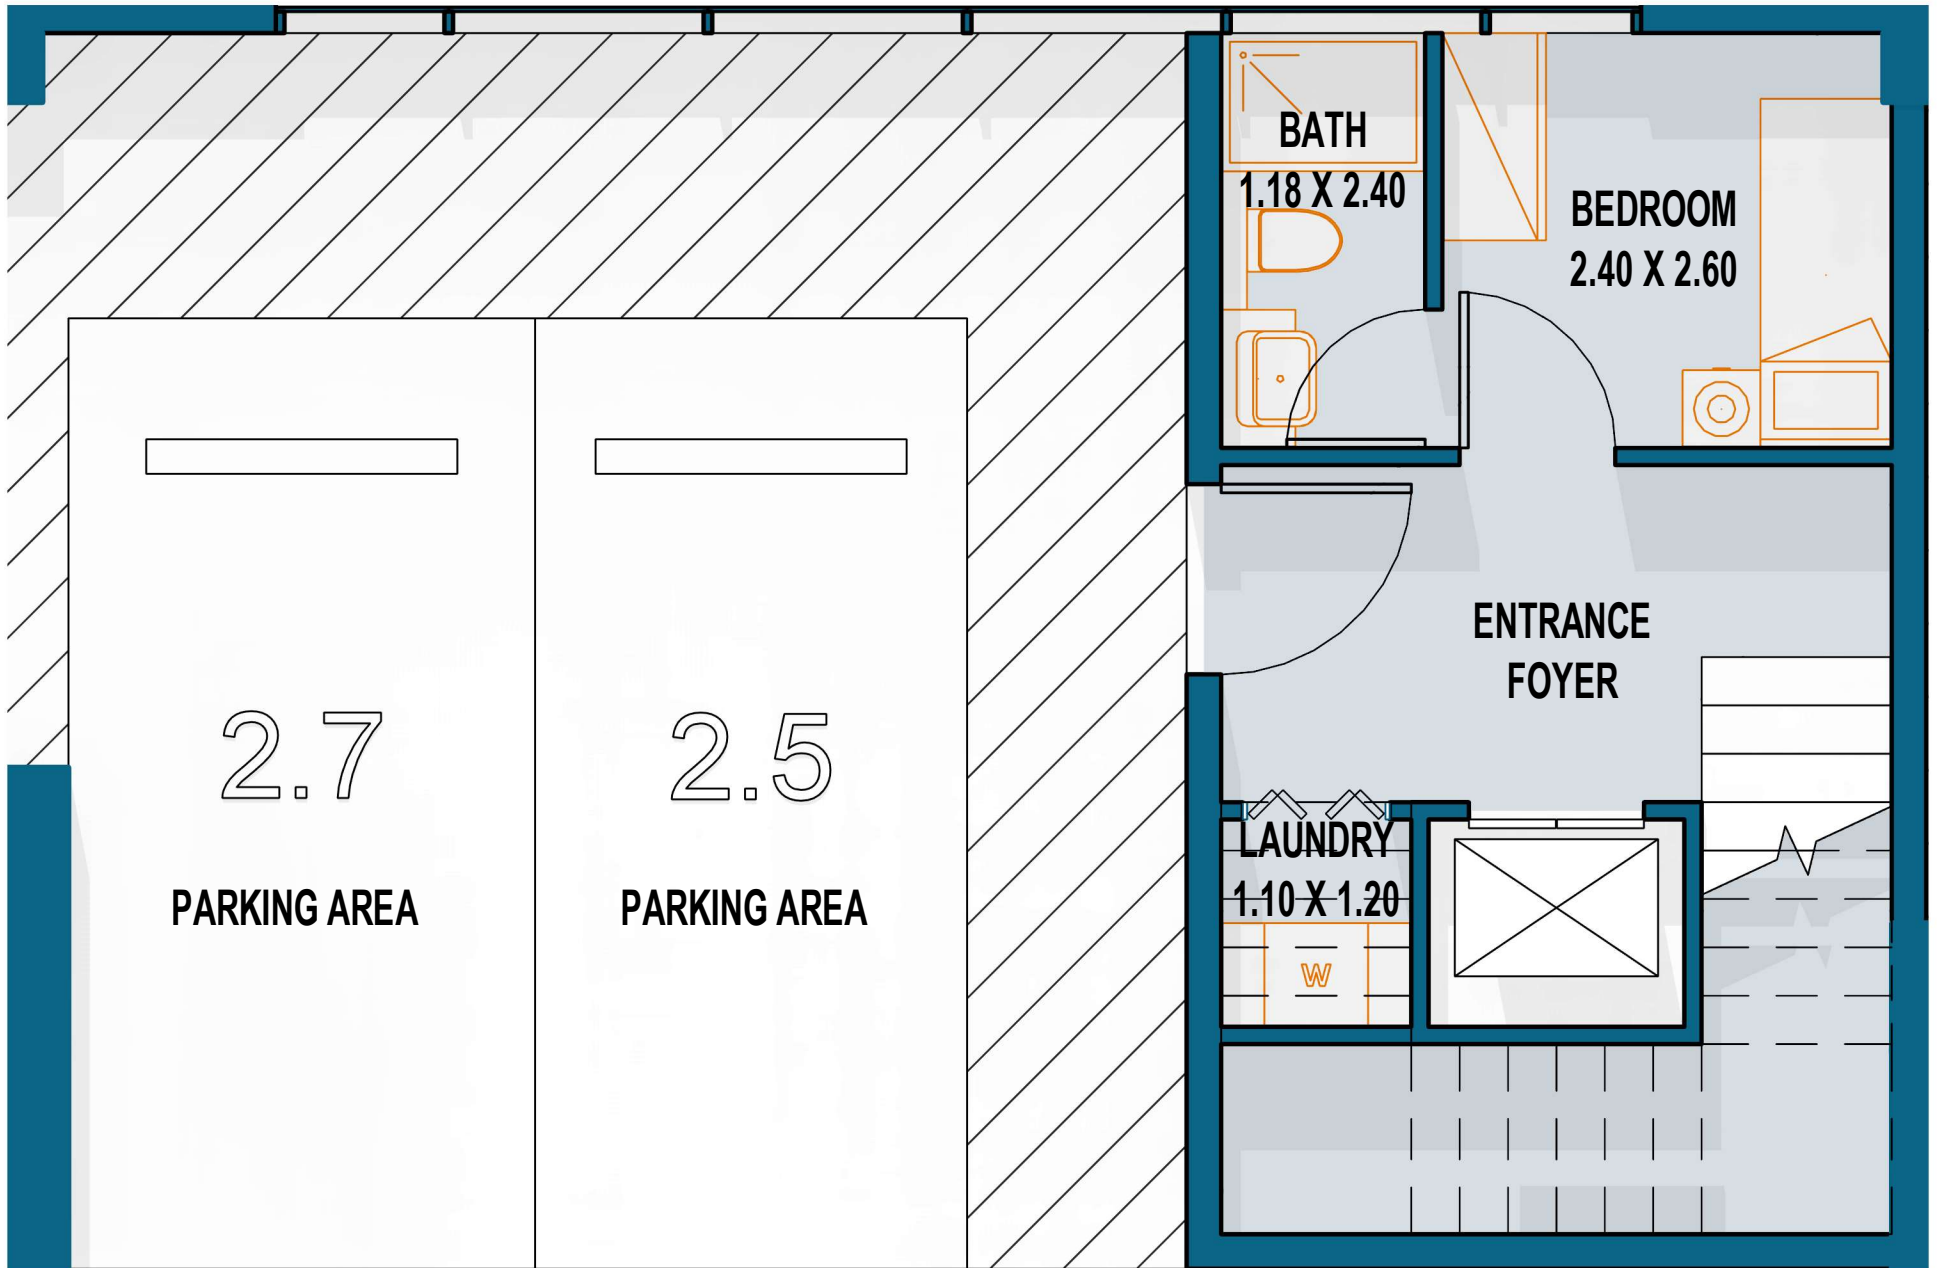 BATH
1.18 X 2.40
BEDROOM
2.40 X 2.60
ENTRANCE
FOYER
2.7
PARKING AREA
2.5
PARKING AREA
LAUNDRY
1.10 X 1.20
W